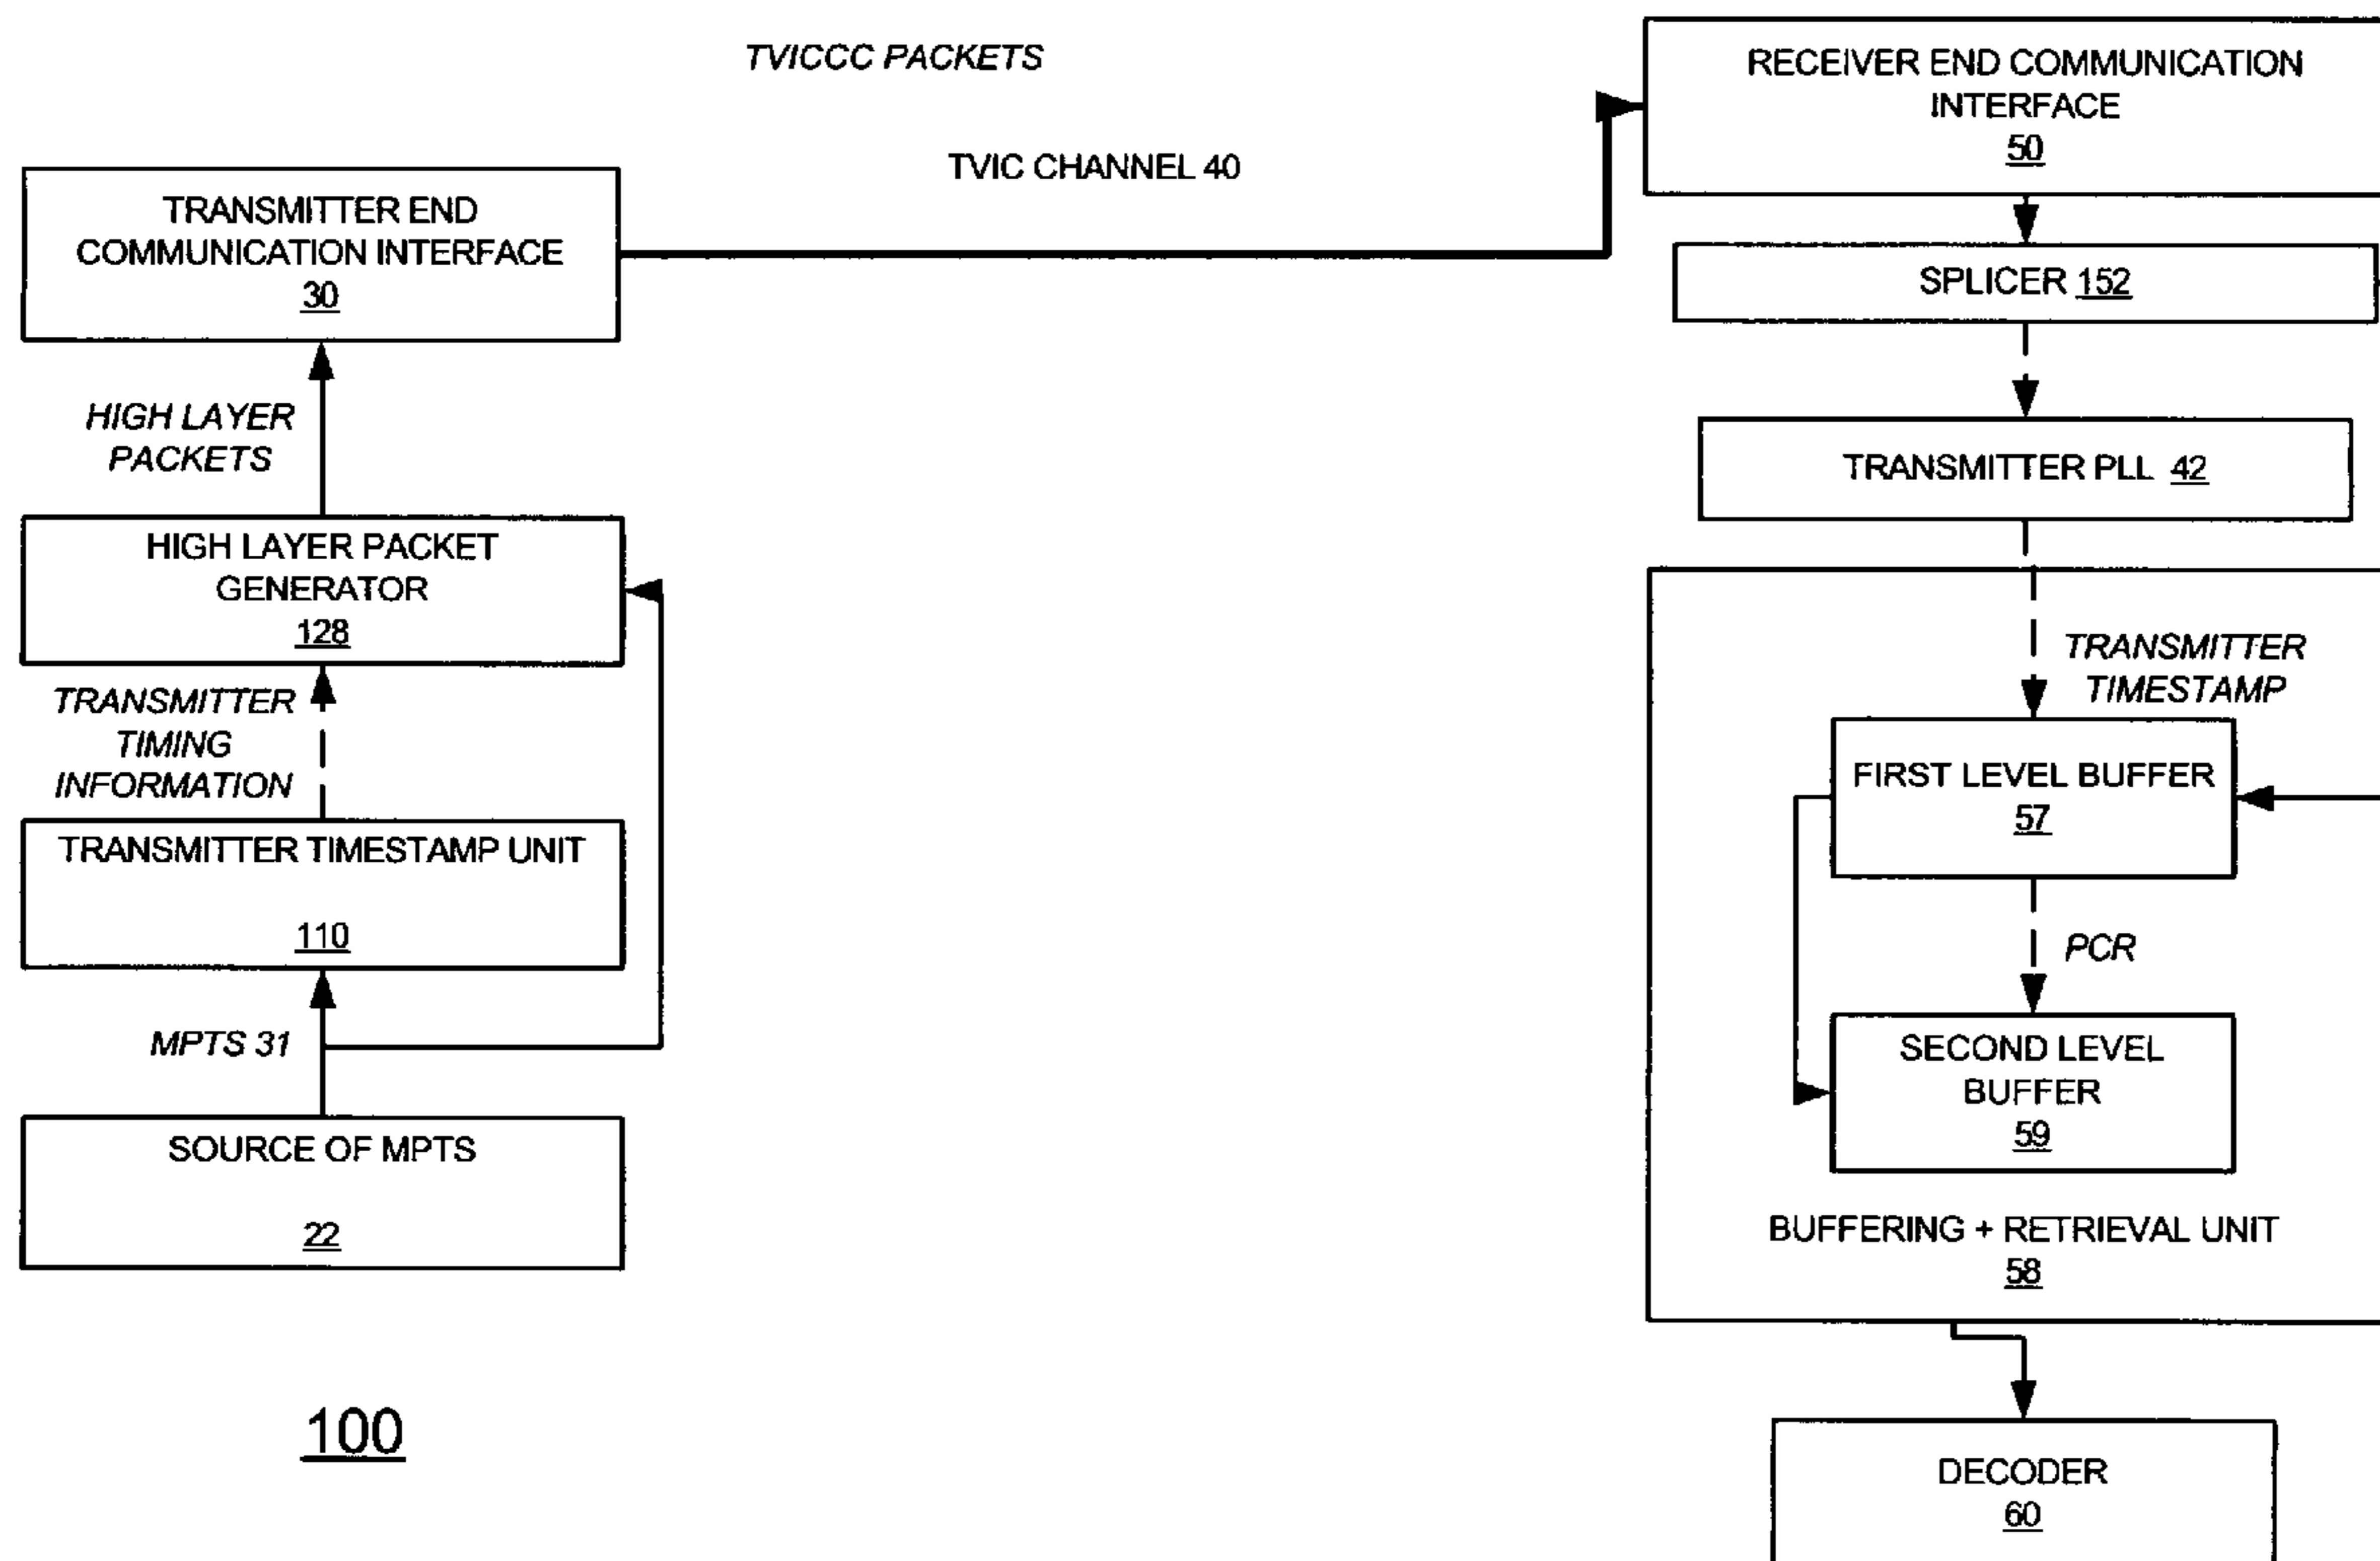 TVICCC PACKETS
TVIC CHANNEL 40
TRANSMITTER END
COMMUNICATION INTERFACE
30
HIGH LAYER
PACKETS
HIGH LAYER PACKET
GENERATOR
128
TRANSMITTER
TIMING
INFORMATION
TRANSMITTER TIMESTAMP UNIT
110
MPTS 31
SOURCE OF MPTS
22
100
RECEIVER END COMMUNICATION
INTERFACE
50
SPLICER 152
TRANSMITTER PLL 42
TRANSMITTER
TIMESTAMP
FIRST LEVEL BUFFER
57
PCR
SECOND LEVEL
BUFFER
59
BUFFERING + RETRIEVAL UNIT
58
DECODER
60